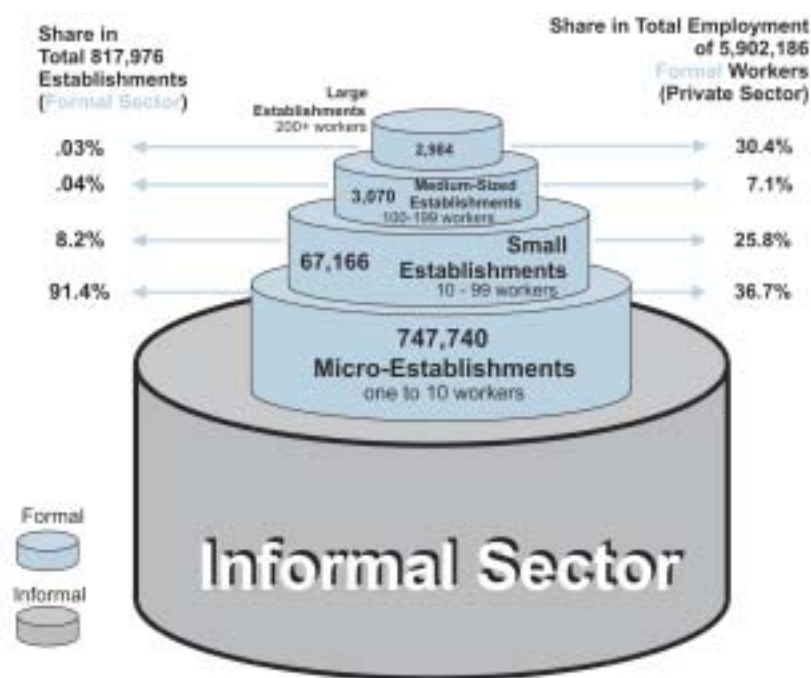 Share in
Total 817,976
Establishments
(Formal Sector)
Share in Total Employment
of 5,902,186
Formal Workers
(Private Sector)
Large
Establishments
200+ workers
.03%
2,984
30.4%
.04%
3,070
Medium-Sized
Establishments
100-199 workers
7.1%
8.2%
67,166
Small
Establishments
10 - 99 workers
25.8%
91.4%
36.7%
747,740
Micro-Establishments
one to 10 workers
Formal
Informal
Informal Sector